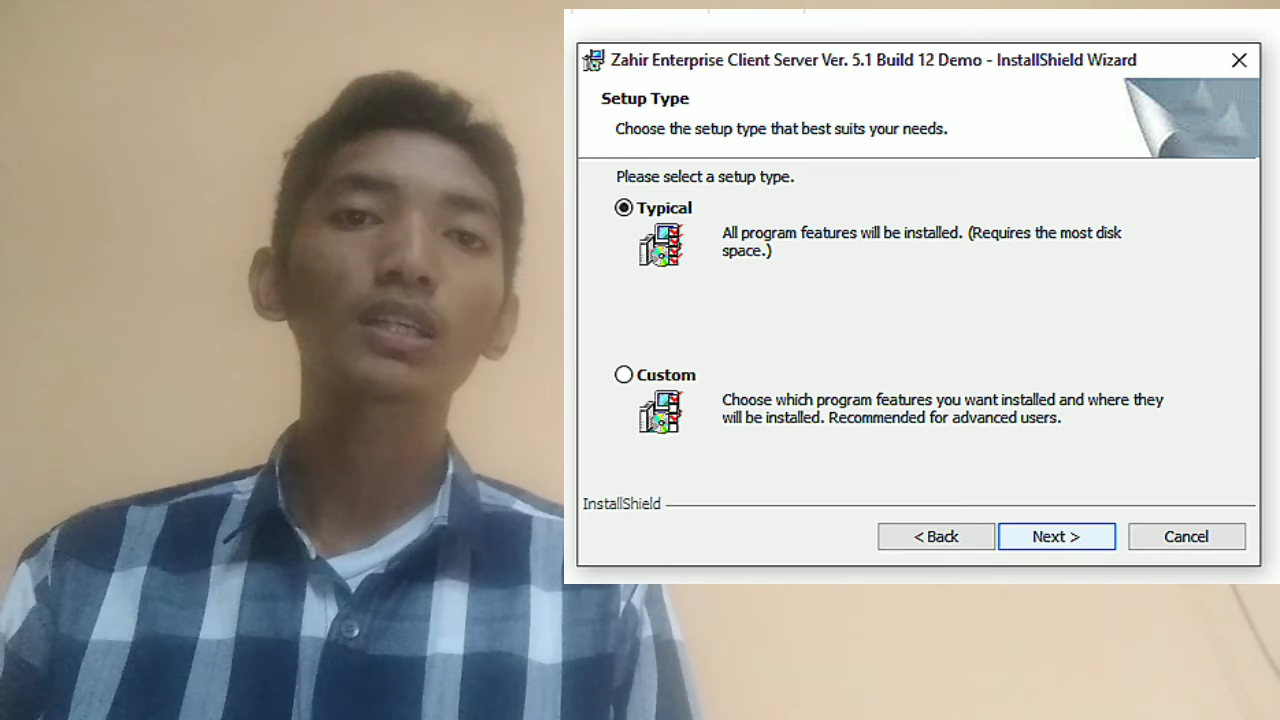 Zahir Enterprise Client Server Ver. 5.1 Build 12 Demo - InstallShield Wizard
Setup Type
Choose the setup type that best suits your needs.
Please select a setup type.
Typical
All program features will be installed. (Requires the most disk
space.)
Custom
Choose which program features you want installed and where they
will be installed. Recommended for advanced users.
InstallShield
< Back
Next >
Cancel